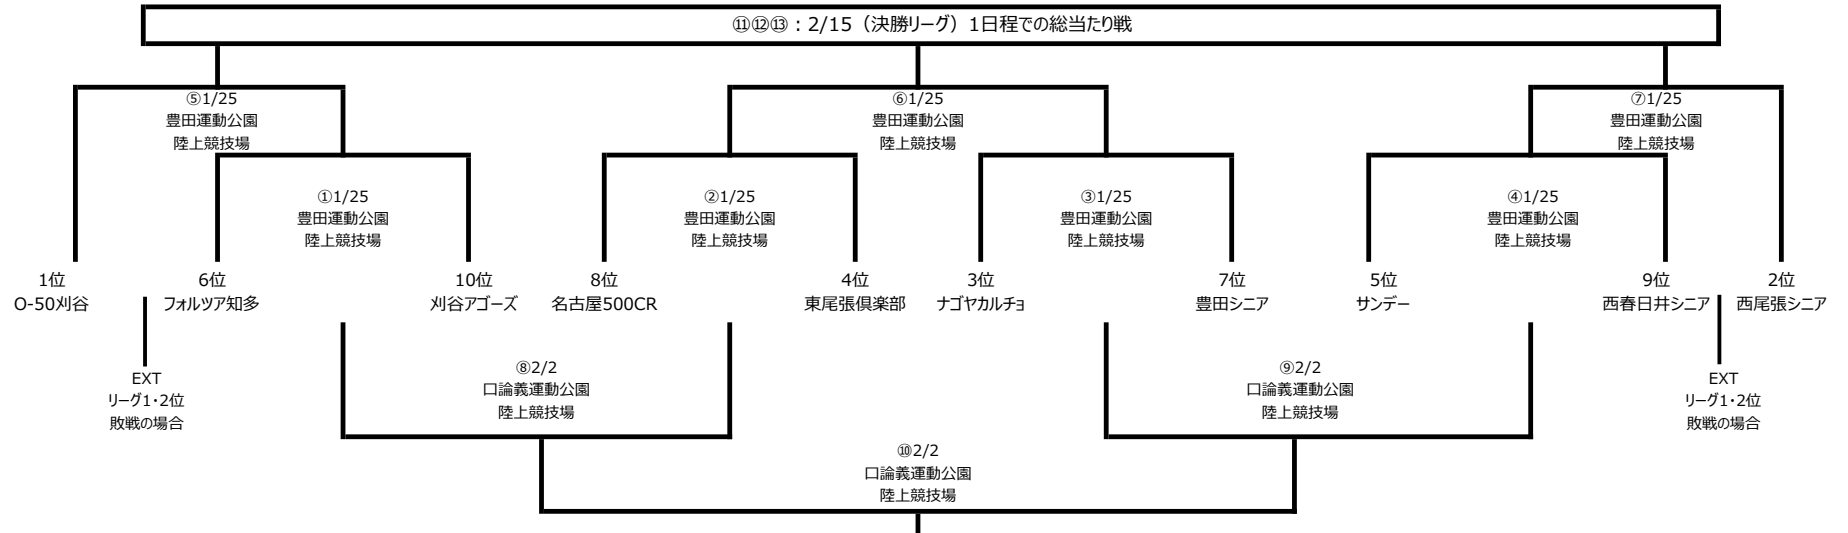 ⑪⑫⑬：2/15（決勝リーグ）1日程での総当たり戦
⑤1/25
豊田運動公園
陸上競技場
⑥1/25
豊田運動公園
陸上競技場
⑦1/25
豊田運動公園
陸上競技場
①1/25
豊田運動公園
陸上競技場
②1/25
豊田運動公園
陸上競技場
③1/25
豊田運動公園
陸上競技場
④1/25
豊田運動公園
陸上競技場
1位
O-50刈谷
6位
フォルツア知多
10位
刈谷アゴーズ
8位
名古屋500CR
4位
東尾張倶楽部
3位
ナゴヤカルチョ
7位
豊田シニア
5位
サンデー
9位
西春日井シニア
2位
西尾張シニア
EXT
リーグ1・2位
敗戦の場合
⑧2/2
口論義運動公園
陸上競技場
⑨2/2
口論義運動公園
陸上競技場
EXT
リーグ1・2位
敗戦の場合
⑩2/2
口論義運動公園
陸上競技場